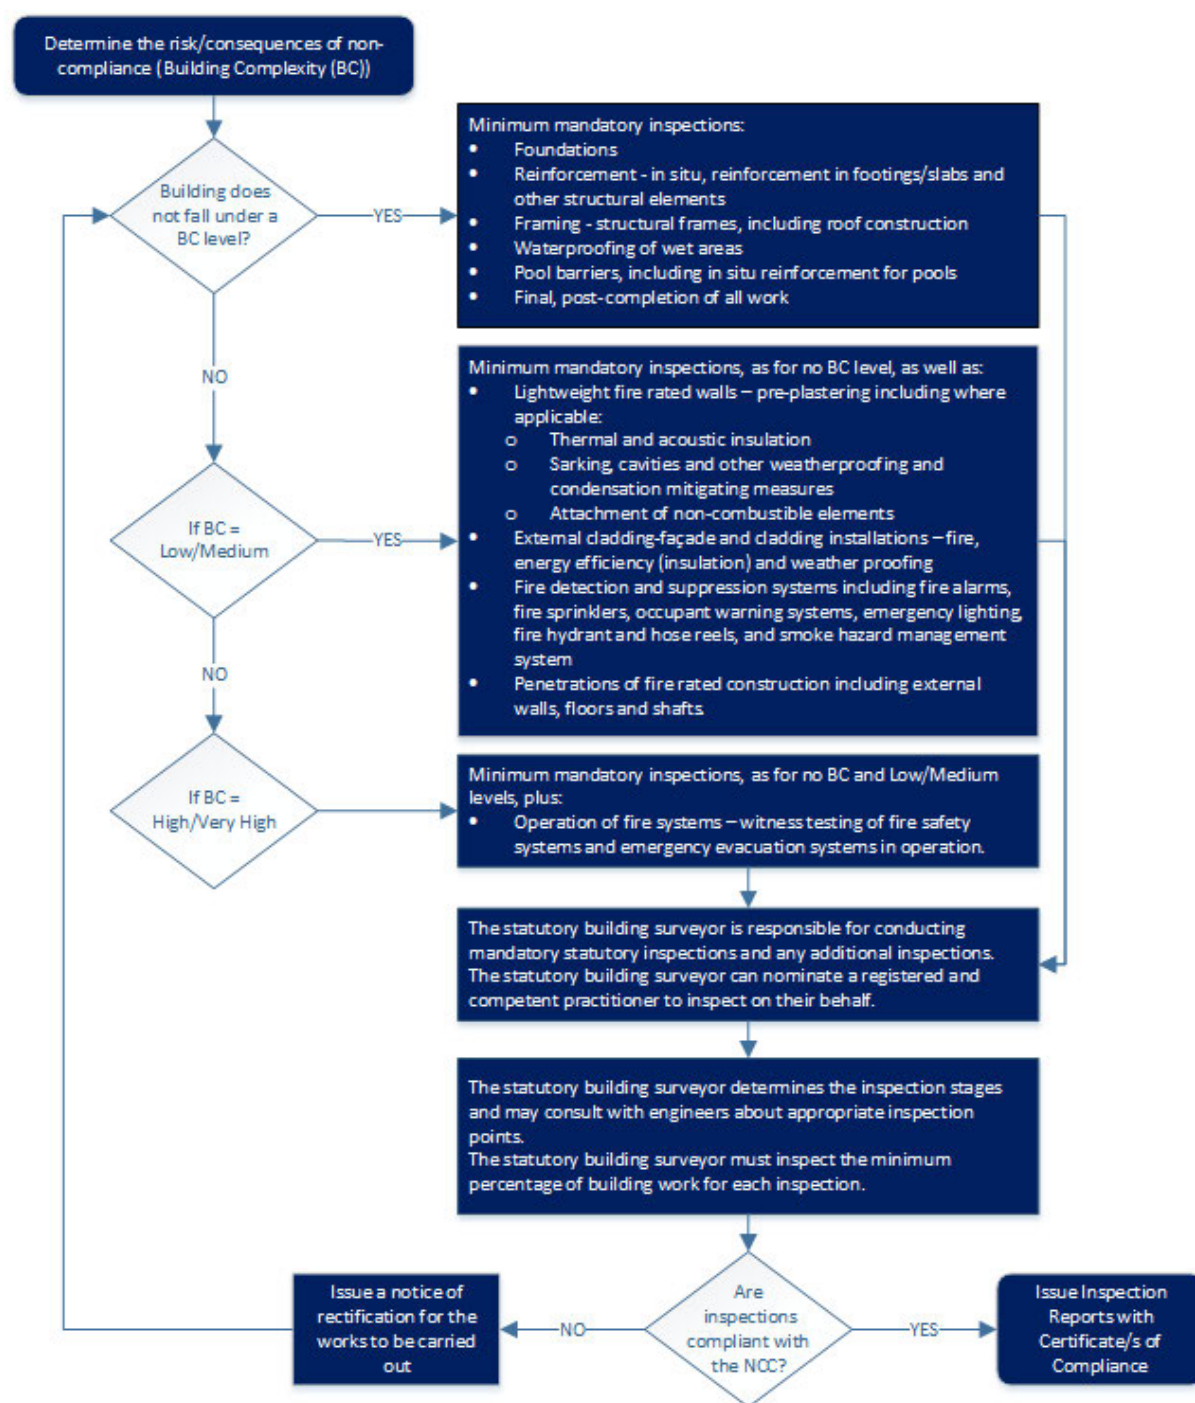 Determine the risk/consequences of non-
compliance (Building Complexity (BC))
Building does
not fall under a
BC level?
YES
Minimum mandatory inspections:
• Foundations
• Reinforcement - in situ, reinforcement in footings/slabs and
other structural elements
• Framing - structural frames, including roof construction
• Waterproofing of wet areas
• Pool barriers, including in situ reinforcement for pools
• Final, post-completion of all work
NO
If BC =
Low/Medium
YES
Minimum mandatory inspections, as for no BC level, as well as:
• Lightweight fire rated walls – pre-plastering including where
applicable:
o Thermal and acoustic insulation
o Sarking, cavities and other weatherproofing and
condensation mitigating measures
o Attachment of non-combustible elements
• External cladding-façade and cladding installations – fire,
energy efficiency (insulation) and weather proofing
• Fire detection and suppression systems including fire alarms,
fire sprinklers, occupant warning systems, emergency lighting,
fire hydrant and hose reels, and smoke hazard management
system
• Penetrations of fire rated construction including external
walls, floors and shafts.
NO
If BC =
High/Very High
Minimum mandatory inspections, as for no BC and Low/Medium
levels, plus:
• Operation of fire systems – witness testing of fire safety
systems and emergency evacuation systems in operation.
The statutory building surveyor is responsible for conducting
mandatory statutory inspections and any additional inspections.
The statutory building surveyor can nominate a registered and
competent practitioner to inspect on their behalf.
The statutory building surveyor determines the inspection stages
and may consult with engineers about appropriate inspection
points.
The statutory building surveyor must inspect the minimum
percentage of building work for each inspection.
Are
inspections
compliant with
the NCC?
NO
Issue a notice of
rectification for the
works to be carried
out
YES
Issue Inspection
Reports with
Certificate/s of
Compliance